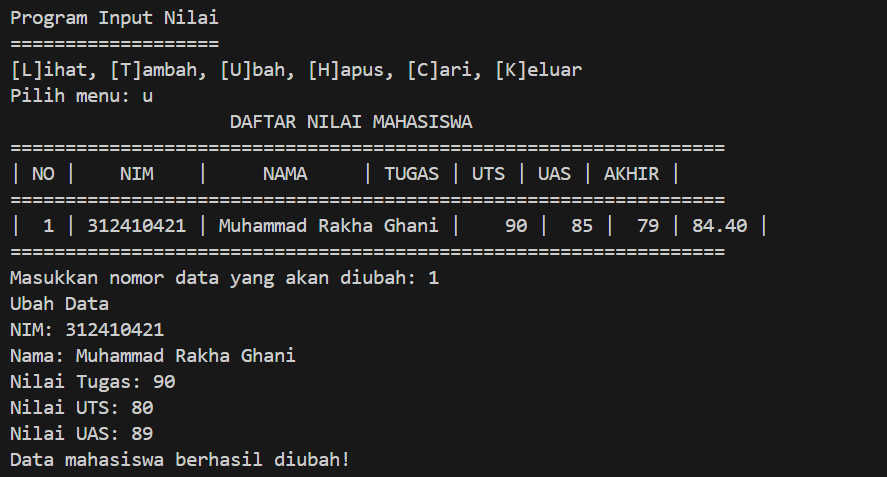 Program Input Nilai
===================
[L]ihat, [T]ambah, [U]bah, [H]apus, [C]ari, [K]eluar
Pilih menu: u
DAFTAR NILAI MAHASISWA
=================================================================
| NO |    NIM    |     NAMA     | TUGAS | UTS | UAS | AKHIR |
=================================================================
|  1 | 312410421 | Muhammad Rakha Ghani |    90 |  85 |  79 | 84.40 |
=================================================================
Masukkan nomor data yang akan diubah: 1
Ubah Data
NIM: 312410421
Nama: Muhammad Rakha Ghani
Nilai Tugas: 90
Nilai UTS: 80
Nilai UAS: 89
Data mahasiswa berhasil diubah!